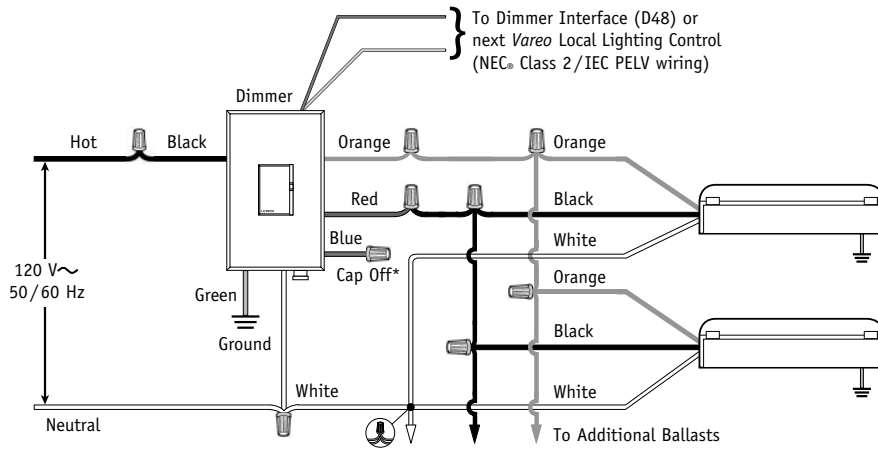 To Dimmer Interface (D48) or
next Vareo Local Lighting Control
(NEC® Class 2/IEC PELV wiring)
Dimmer
Hot
Black
Orange
Orange
Red
Black
Blue
White
Cap Off*
120 V～
50/60 Hz
Green
Orange
Ground
Black
White
White
Neutral
To Additional Ballasts